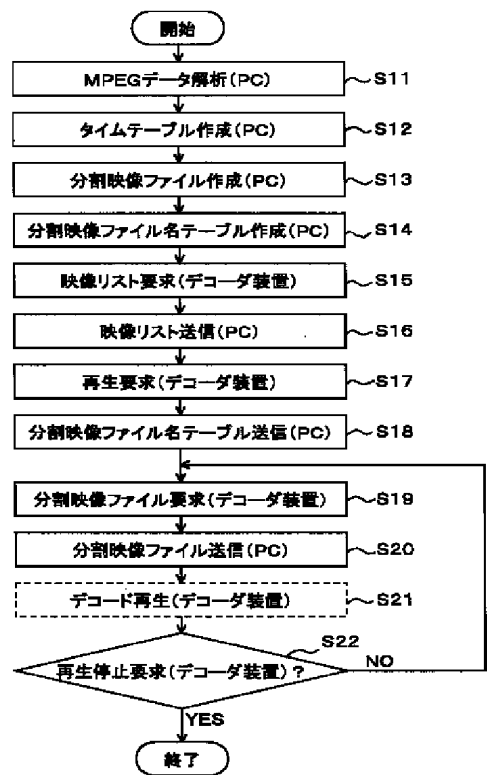 開始
MPEGデータ解析(PC) S11
タイムテーブル作成(PC) S12
分割映像ファイル作成(PC) S13
分割映像ファイル名テーブル作成(PC) S14
映像リスト要求(デコーダ装置) S15
映像リスト送信(PC) S16
再生要求(デコーダ装置) S17
分割映像ファイル名テーブル送信(PC) S18
分割映像ファイル要求(デコーダ装置) S19
分割映像ファイル送信(PC) S20
デコード再生(デコーダ装置) S21
S22
再生停止要求(デコーダ装置)? NO
YES
終了